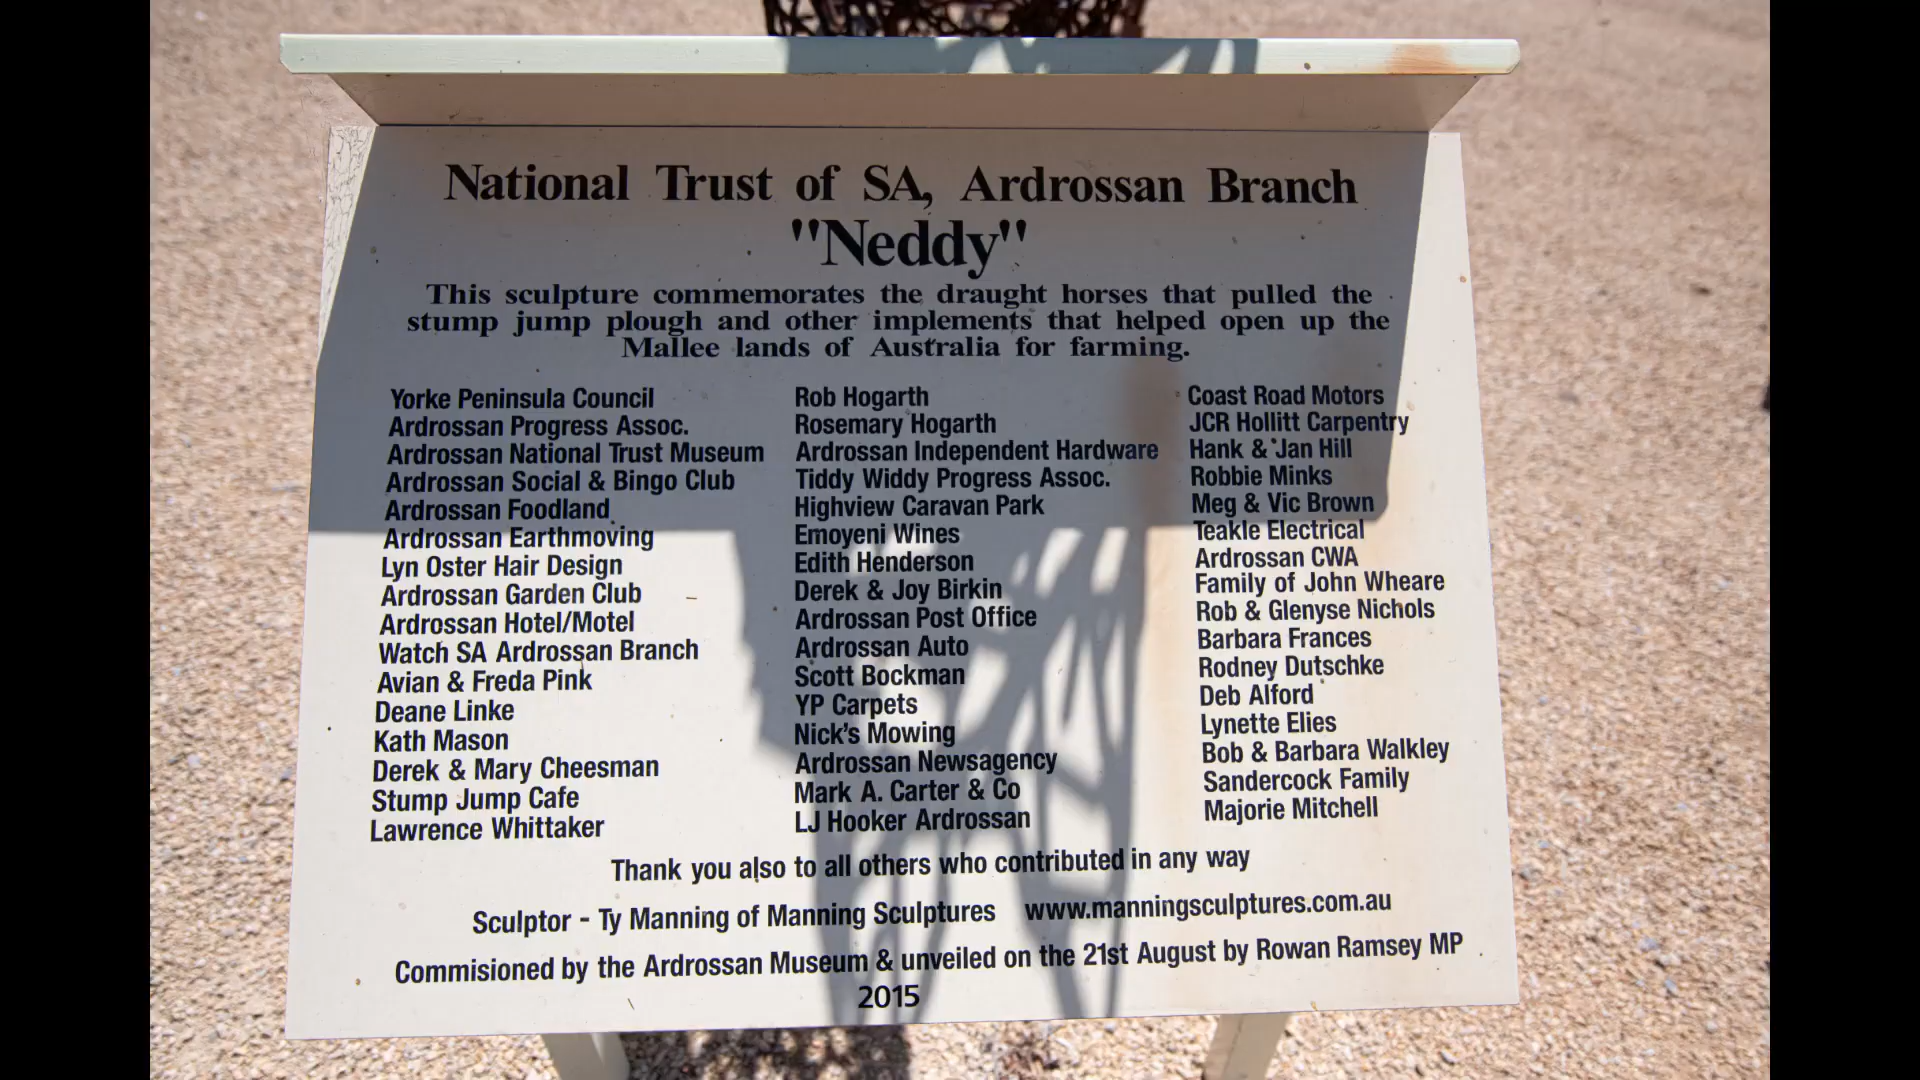 National Trust of SA, Ardrossan Branch
"Neddy"
This sculpture commemorates the draught horses that pulled the
stump jump plough and other implements that helped open up the
Mallee lands of Australia for farming.
Yorke Peninsula Council
Ardrossan Progress Assoc.
Ardrossan National Trust Museum
Ardrossan Social & Bingo Club
Ardrossan Foodland
Ardrossan Earthmoving
Lyn Oster Hair Design
Ardrossan Garden Club
Ardrossan Hotel/Motel
Watch SA Ardrossan Branch
Avian & Freda Pink
Deane Linke
Kath Mason
Derek & Mary Cheesman
Stump Jump Cafe
Lawrence Whittaker
Rob Hogarth
Rosemary Hogarth
Ardrossan Independent Hardware
Tiddy Widdy Progress Assoc.
Highview Caravan Park
Emoyeni Wines
Edith Henderson
Derek & Joy Birkin
Ardrossan Post Office
Ardrossan Auto
Scott Bockman
YP Carpets
Nick's Mowing
Ardrossan Newsagency
Mark A. Carter & Co
LJ Hooker Ardrossan
Coast Road Motors
JCR Hollitt Carpentry
Hank & Jan Hill
Robbie Minks
Meg & Vic Brown
Teakle Electrical
Ardrossan CWA
Family of John Wheare
Rob & Glenyse Nichols
Barbara Frances
Rodney Dutschke
Deb Alford
Lynette Elies
Bob & Barbara Walkley
Sandercock Family
Majorie Mitchell
Thank you also to all others who contributed in any way
Sculptor - Ty Manning of Manning Sculptures www.manningsculptures.com.au
Commisioned by the Ardrossan Museum & unveiled on the 21st August by Rowan Ramsey MP
2015